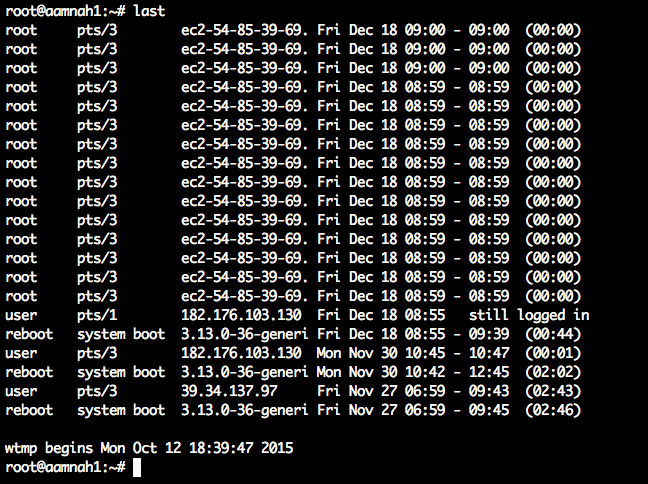 root@aamnah1:~# last
root     pts/3        ec2-54-85-39-69. Fri Dec 18 09:00 - 09:00  (00:00)
root     pts/3        ec2-54-85-39-69. Fri Dec 18 09:00 - 09:00  (00:00)
root     pts/3        ec2-54-85-39-69. Fri Dec 18 09:00 - 09:00  (00:00)
root     pts/3        ec2-54-85-39-69. Fri Dec 18 08:59 - 08:59  (00:00)
root     pts/3        ec2-54-85-39-69. Fri Dec 18 08:59 - 08:59  (00:00)
root     pts/3        ec2-54-85-39-69. Fri Dec 18 08:59 - 08:59  (00:00)
root     pts/3        ec2-54-85-39-69. Fri Dec 18 08:59 - 08:59  (00:00)
root     pts/3        ec2-54-85-39-69. Fri Dec 18 08:59 - 08:59  (00:00)
root     pts/3        ec2-54-85-39-69. Fri Dec 18 08:59 - 08:59  (00:00)
root     pts/3        ec2-54-85-39-69. Fri Dec 18 08:59 - 08:59  (00:00)
root     pts/3        ec2-54-85-39-69. Fri Dec 18 08:59 - 08:59  (00:00)
root     pts/3        ec2-54-85-39-69. Fri Dec 18 08:59 - 08:59  (00:00)
root     pts/3        ec2-54-85-39-69. Fri Dec 18 08:59 - 08:59  (00:00)
root     pts/3        ec2-54-85-39-69. Fri Dec 18 08:59 - 08:59  (00:00)
root     pts/3        ec2-54-85-39-69. Fri Dec 18 08:59 - 08:59  (00:00)
user     pts/1        182.176.103.130  Fri Dec 18 08:55   still logged in
reboot   system boot  3.13.0-36-generi Fri Dec 18 08:55 - 09:39  (00:44)
user     pts/3        182.176.103.130  Mon Nov 30 10:45 - 10:47  (00:01)
reboot   system boot  3.13.0-36-generi Mon Nov 30 10:42 - 12:45  (02:02)
user     pts/3        39.34.137.97     Fri Nov 27 06:59 - 09:43  (02:43)
reboot   system boot  3.13.0-36-generi Fri Nov 27 06:59 - 09:45  (02:46)
wtmp begins Mon Oct 12 18:39:47 2015
root@aamnah1:~#